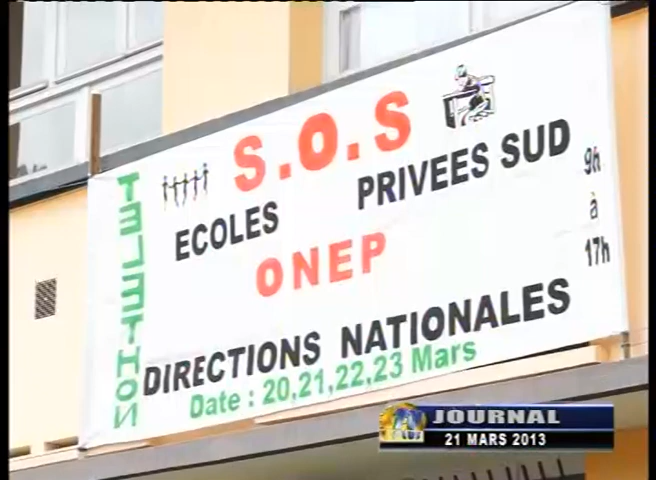 TELETHON
S.O.S
ECOLES PRIVEES SUD
ONEP
DIRECTIONS NATIONALES
Date : 20,21,22,23 Mars
9h
à
17h
JOURNAL
21 MARS 2013